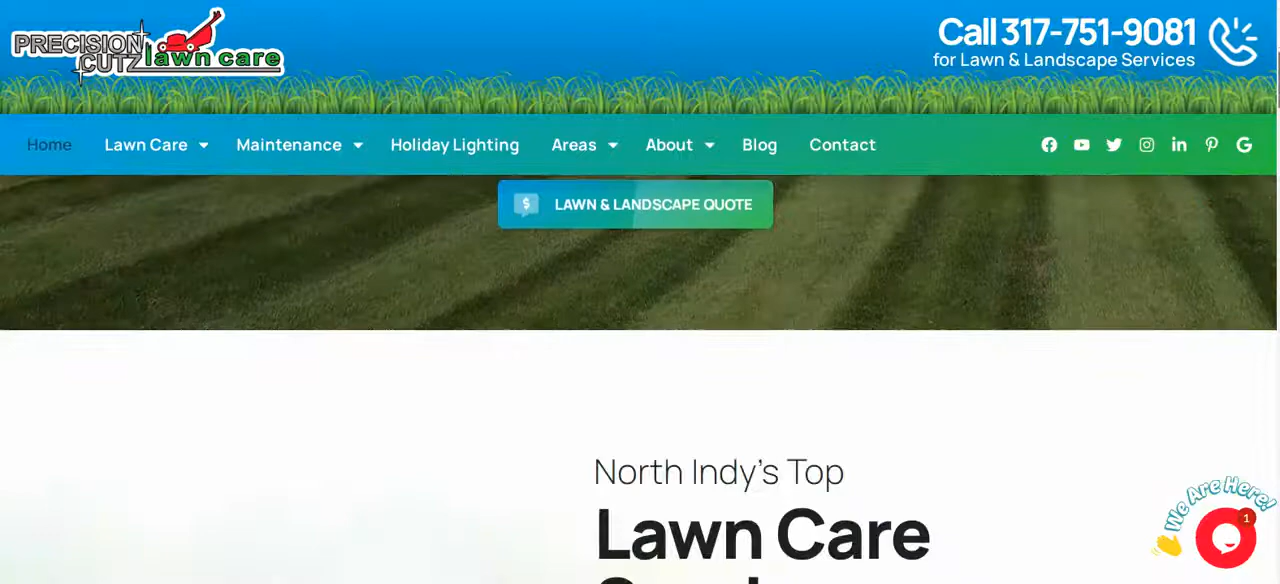 PRECISION
CUTZ lawn care
Call 317-751-9081
for Lawn & Landscape Services
Home
Lawn Care
Maintenance
Holiday Lighting
Areas
About
Blog
Contact
$ LAWN & LANDSCAPE QUOTE
North Indy's Top
Lawn Care
We Are Here!
1